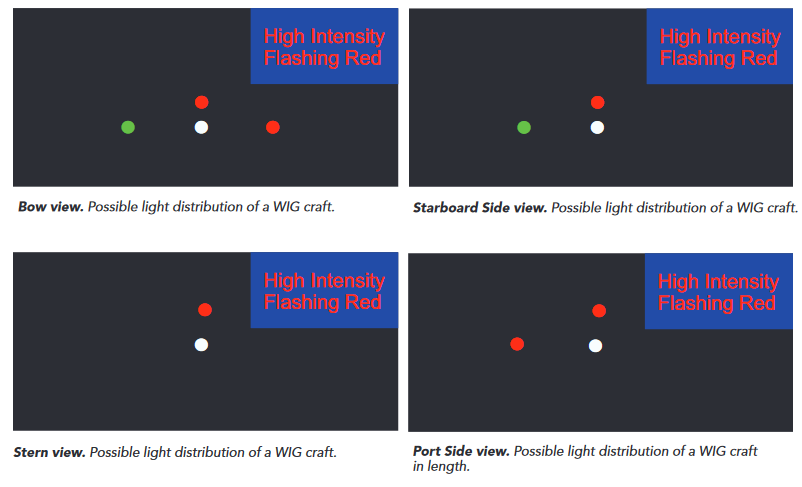 High Intensity
Flashing Red
High Intensity
Flashing Red
Bow view. Possible light distribution of a WIG craft.
Starboard Side view. Possible light distribution of a WIG craft.
High Intensity
Flashing Red
High Intensity
Flashing Red
Stern view. Possible light distribution of a WIG craft.
Port Side view. Possible light distribution of a WIG craft
in length.